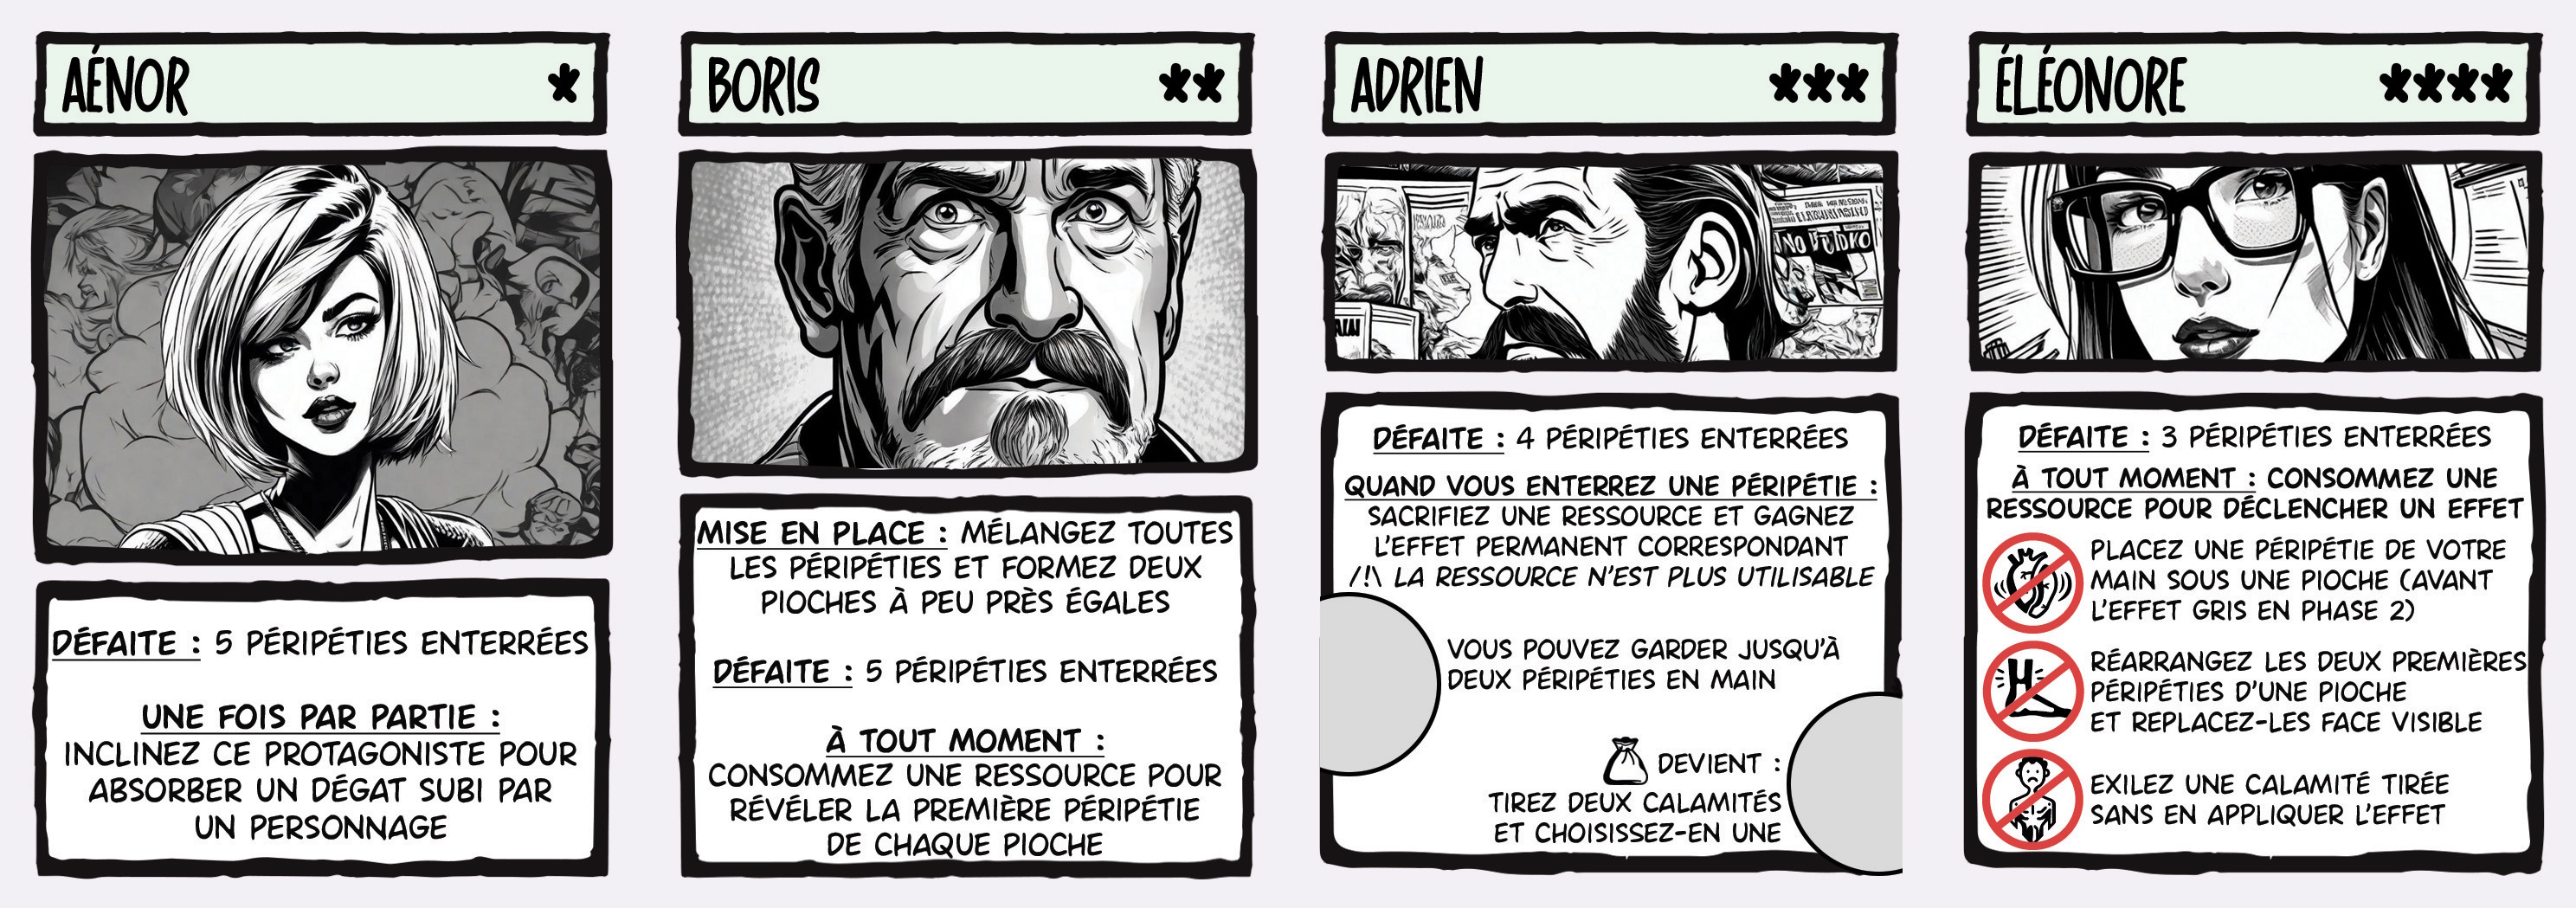 AÉNOR
DÉFAITE : 5 PÉRIPÉTIES ENTERRÉES
UNE FOIS PAR PARTIE :
INCLINEZ CE PROTAGONISTE POUR
ABSORBER UN DÉGAT SUBI PAR
UN PERSONNAGE
BORIS
MISE EN PLACE : MÉLANGEZ TOUTES
LES PÉRIPÉTIES ET FORMEZ DEUX
PIOCHES À PEU PRÈS ÉGALES
DÉFAITE : 5 PÉRIPÉTIES ENTERRÉES
À TOUT MOMENT :
CONSOMMEZ UNE RESSOURCE POUR
RÉVÉLER LA PREMIÈRE PÉRIPÉTIE
DE CHAQUE PIOCHE
ADRIEN
DÉFAITE : 4 PÉRIPÉTIES ENTERRÉES
QUAND VOUS ENTERREZ UNE PÉRIPÉTIE :
SACRIFIEZ UNE RESSOURCE ET GAGNEZ
L'EFFET PERMANENT CORRESPONDANT
/!\ LA RESSOURCE N'EST PLUS UTILISABLE
VOUS POUVEZ GARDER JUSQU'À
DEUX PÉRIPÉTIES EN MAIN
DEVIENT :
TIREZ DEUX CALAMITÉS
ET CHOISISSEZ-EN UNE
ÉLÉONORE
DÉFAITE : 3 PÉRIPÉTIES ENTERRÉES
À TOUT MOMENT : CONSOMMEZ UNE
RESSOURCE POUR DÉCLENCHER UN EFFET
PLACEZ UNE PÉRIPÉTIE DE VOTRE
MAIN SOUS UNE PIOCHE (AVANT
L'EFFET GRIS EN PHASE 2)
RÉARRANGEZ LES DEUX PREMIÈRES
PÉRIPÉTIES D'UNE PIOCHE
ET REPLACEZ-LES FACE VISIBLE
EXILEZ UNE CALAMITÉ TIRÉE
SANS EN APPLIQUER L'EFFET